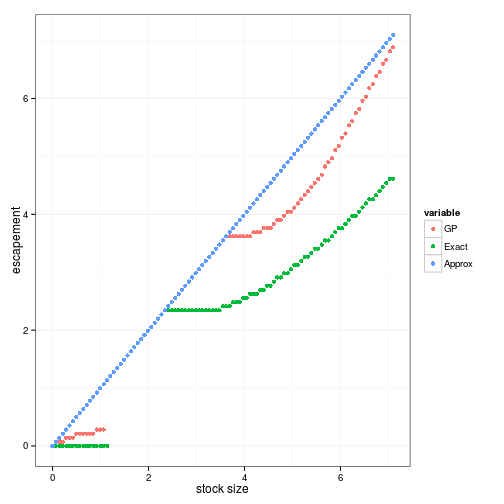 6
4
2
0
escapement
0
2
4
6
stock size
variable
GP
Exact
Approx